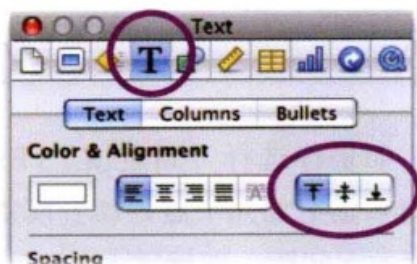 Text
T
Text Columns Bullets
Color & Alignment
A
Spacing